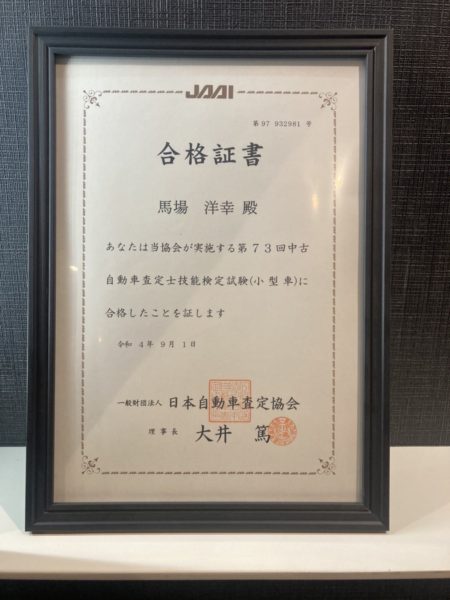 JAAI
第97 932981 号
合格証書
馬場 洋幸 殿
あなたは当協会が実施する第73回中古
自動車査定士技能検定試験(小型車)に
合格したことを証します
令和 4年 9月 1日
一般財団法人 日本自動車査定協会
理事長 大井 篤